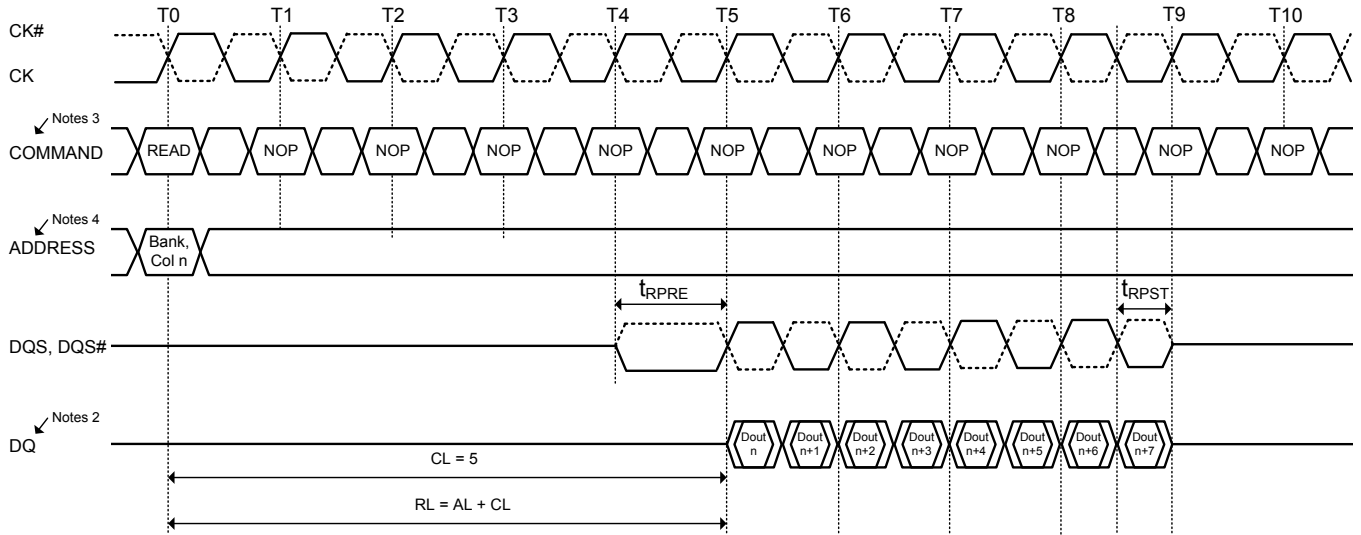 T0 T1 T2 T3 T4 T5 T6 T7 T8 T9 T10
CK#
CK
Notes 3
COMMAND READ NOP NOP NOP NOP NOP NOP NOP NOP NOP NOP
Notes 4
ADDRESS Bank,
Col n
tRPRE tRPST
DQS, DQS#
Notes 2
DQ
Dout n Dout n+1 Dout n+2 Dout n+3 Dout n+4 Dout n+5 Dout n+6 Dout n+7
CL = 5
RL = AL + CL